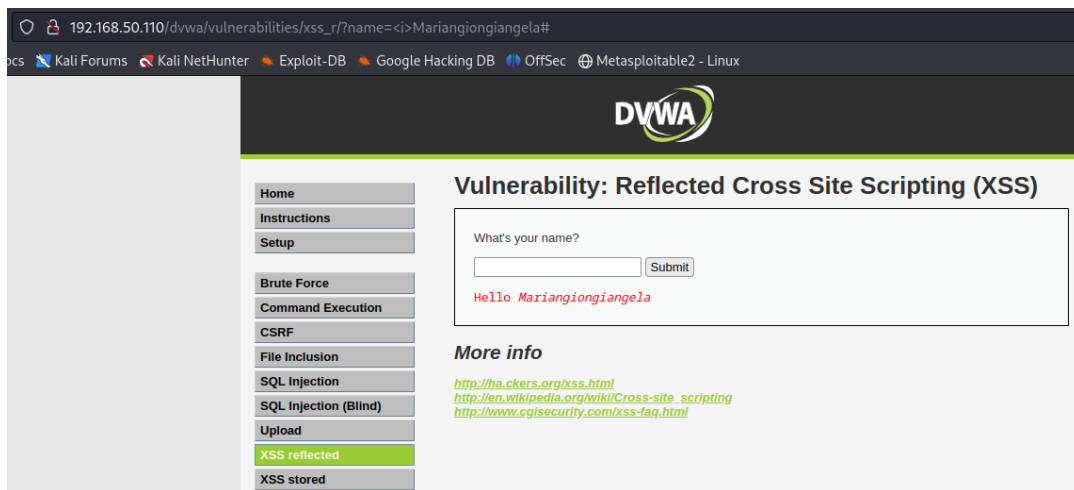 192.168.50.110/dvwa/vulnerabilities/xss_r/?name=<i>Mariangiongiangela#
ocs Kali Forums Kali NetHunter Exploit-DB Google Hacking DB OffSec Metasploitable2 - Linux
DVWA
Home
Instructions
Setup
Brute Force
Command Execution
CSRF
File Inclusion
SQL Injection
SQL Injection (Blind)
Upload
XSS reflected
XSS stored
Vulnerability: Reflected Cross Site Scripting (XSS)
What's your name?
Submit
Hello Mariangiongiangela
More info
http://ha.ckers.org/xss.html
http://en.wikipedia.org/wiki/Cross-site_scripting
http://www.cgisecurity.com/xss-faq.html